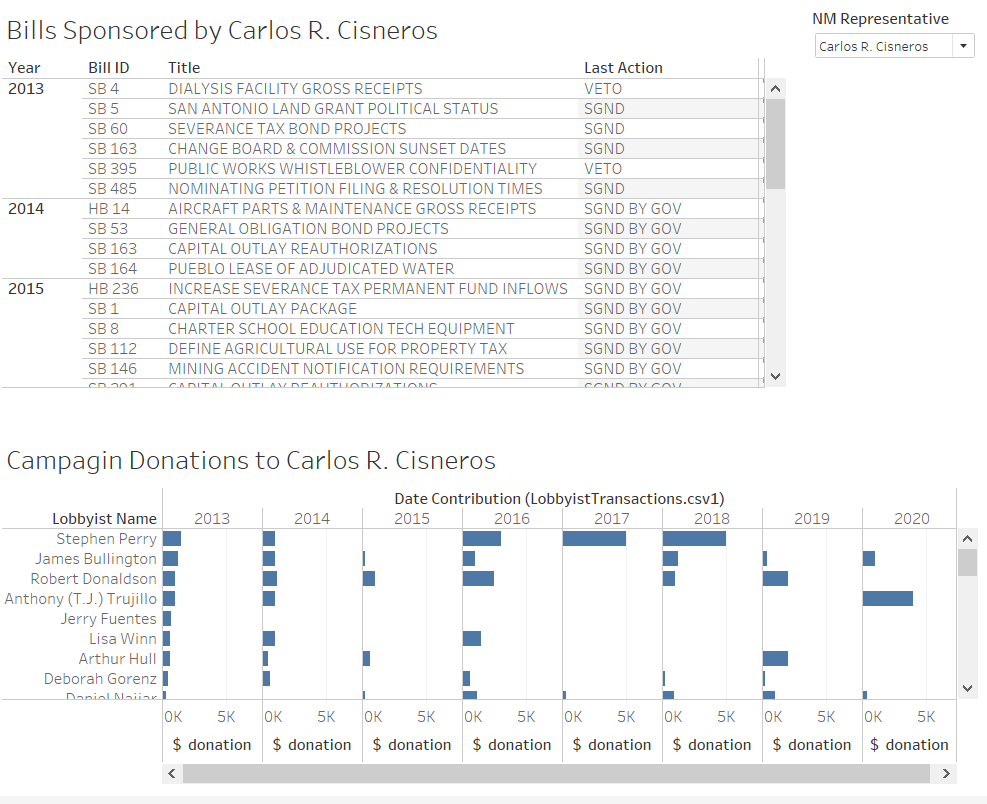 Bills Sponsored by Carlos R. Cisneros
NM Representative
Carlos R. Cisneros
Year Bill ID Title Last Action
2013 SB 4 DIALYSIS FACILITY GROSS RECEIPTS VETO
SB 5 SAN ANTONIO LAND GRANT POLITICAL STATUS SGND
SB 60 SEVERANCE TAX BOND PROJECTS SGND
SB 163 CHANGE BOARD & COMMISSION SUNSET DATES SGND
SB 395 PUBLIC WORKS WHISTLEBLOWER CONFIDENTIALITY VETO
SB 485 NOMINATING PETITION FILING & RESOLUTION TIMES SGND
2014 HB 14 AIRCRAFT PARTS & MAINTENANCE GROSS RECEIPTS SGND BY GOV
SB 53 GENERAL OBLIGATION BOND PROJECTS SGND BY GOV
SB 163 CAPITAL OUTLAY REAUTHORIZATIONS SGND BY GOV
SB 164 PUEBLO LEASE OF ADJUDICATED WATER SGND BY GOV
2015 HB 236 INCREASE SEVERANCE TAX PERMANENT FUND INFLOWS SGND BY GOV
SB 1 CAPITAL OUTLAY PACKAGE SGND BY GOV
SB 8 CHARTER SCHOOL EDUCATION TECH EQUIPMENT SGND BY GOV
SB 112 DEFINE AGRICULTURAL USE FOR PROPERTY TAX SGND BY GOV
SB 146 MINING ACCIDENT NOTIFICATION REQUIREMENTS SGND BY GOV
CAPITAL OUTLAY REAUTHORIZATIONS SGND BY GOV
Campagin Donations to Carlos R. Cisneros
Date Contribution (LobbyistTransactions.csv1)
Lobbyist Name 2013 2014 2015 2016 2017 2018 2019 2020
Stephen Perry
James Bullington
Robert Donaldson
Anthony (T.J.) Trujillo
Jerry Fuentes
Lisa Winn
Arthur Hull
Deborah Gorenz
Daniel Najjar
0K 5K 0K 5K 0K 5K 0K 5K 0K 5K 0K 5K 0K 5K 0K 5K
$ donation $ donation $ donation $ donation $ donation $ donation $ donation $ donation